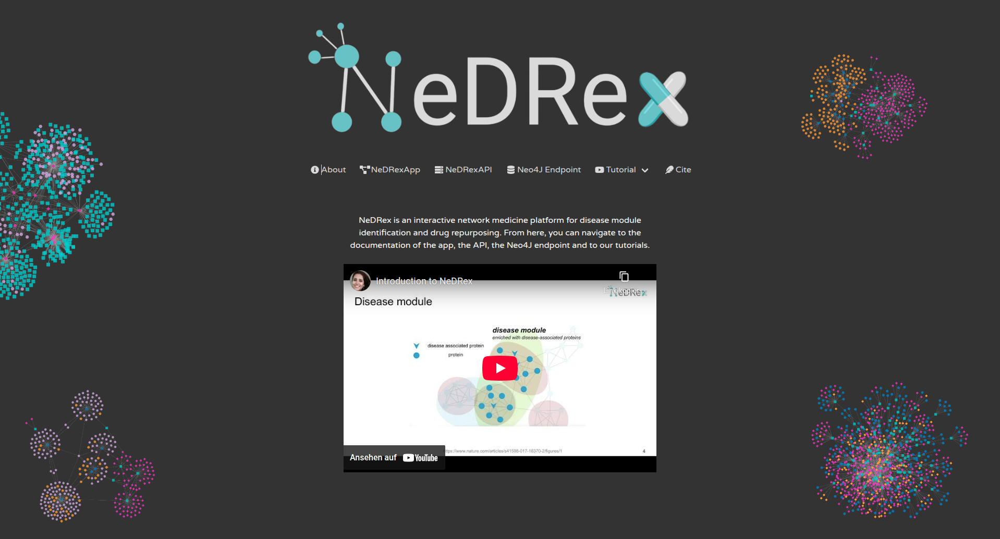 NeDRex
About
NeDRexApp
NeDRexAPI
Neo4J Endpoint
Tutorial
Cite
NeDRex is an interactive network medicine platform for disease module
identification and drug repurposing. From here, you can navigate to the
documentation of the app, the API, the Neo4J endpoint and to our tutorials.
Introduction to NeDRex
NeDRex
Disease module
disease module
enriched with disease-associated proteins
disease associated protein
protein
https://www.nature.com/articles/s41598-017-18370-2/figures/1
4
Ansehen auf YouTube